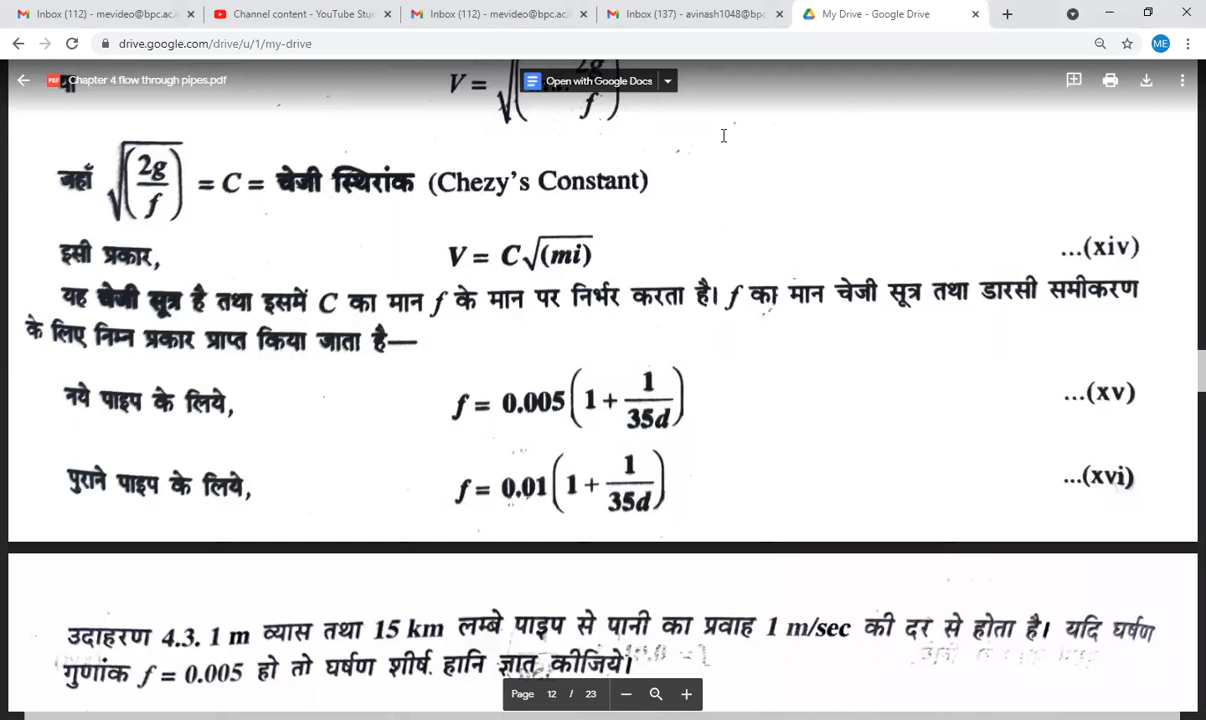 Inbox (112) - mevideo@bpc.ac.
Channel content - YouTube Stu
Inbox (112) - mevideo@bpc.ac.in
Inbox (137) - avinash1048@bpc
My Drive - Google Drive
drive.google.com/drive/u/1/my-drive
ME
PDF Chapter 4 flow through pipes.pdf
Open with Google Docs
या V = √(2g/f)
जहाँ √(2g/f) = C = चेजी स्थिरांक (Chezy's Constant)
इसी प्रकार, V = C√(mi) ...(xiv)
यह चेजी सूत्र है तथा इसमें C का मान f के मान पर निर्भर करता है। f का मान चेजी सूत्र तथा डारसी समीकरण
के लिए निम्न प्रकार प्राप्त किया जाता है—
नये पाइप के लिये, f = 0.005(1 + 1/35d) ...(xv)
पुराने पाइप के लिये, f = 0.01(1 + 1/35d) ...(xvi)
उदाहरण 4.3. 1 m व्यास तथा 15 km लम्बे पाइप से पानी का प्रवाह 1 m/sec की दर से होता है। यदि घर्षण
गुणांक f = 0.005 हो तो घर्षण शीर्ष हानि ज्ञात कीजिये।
Page 12 / 23